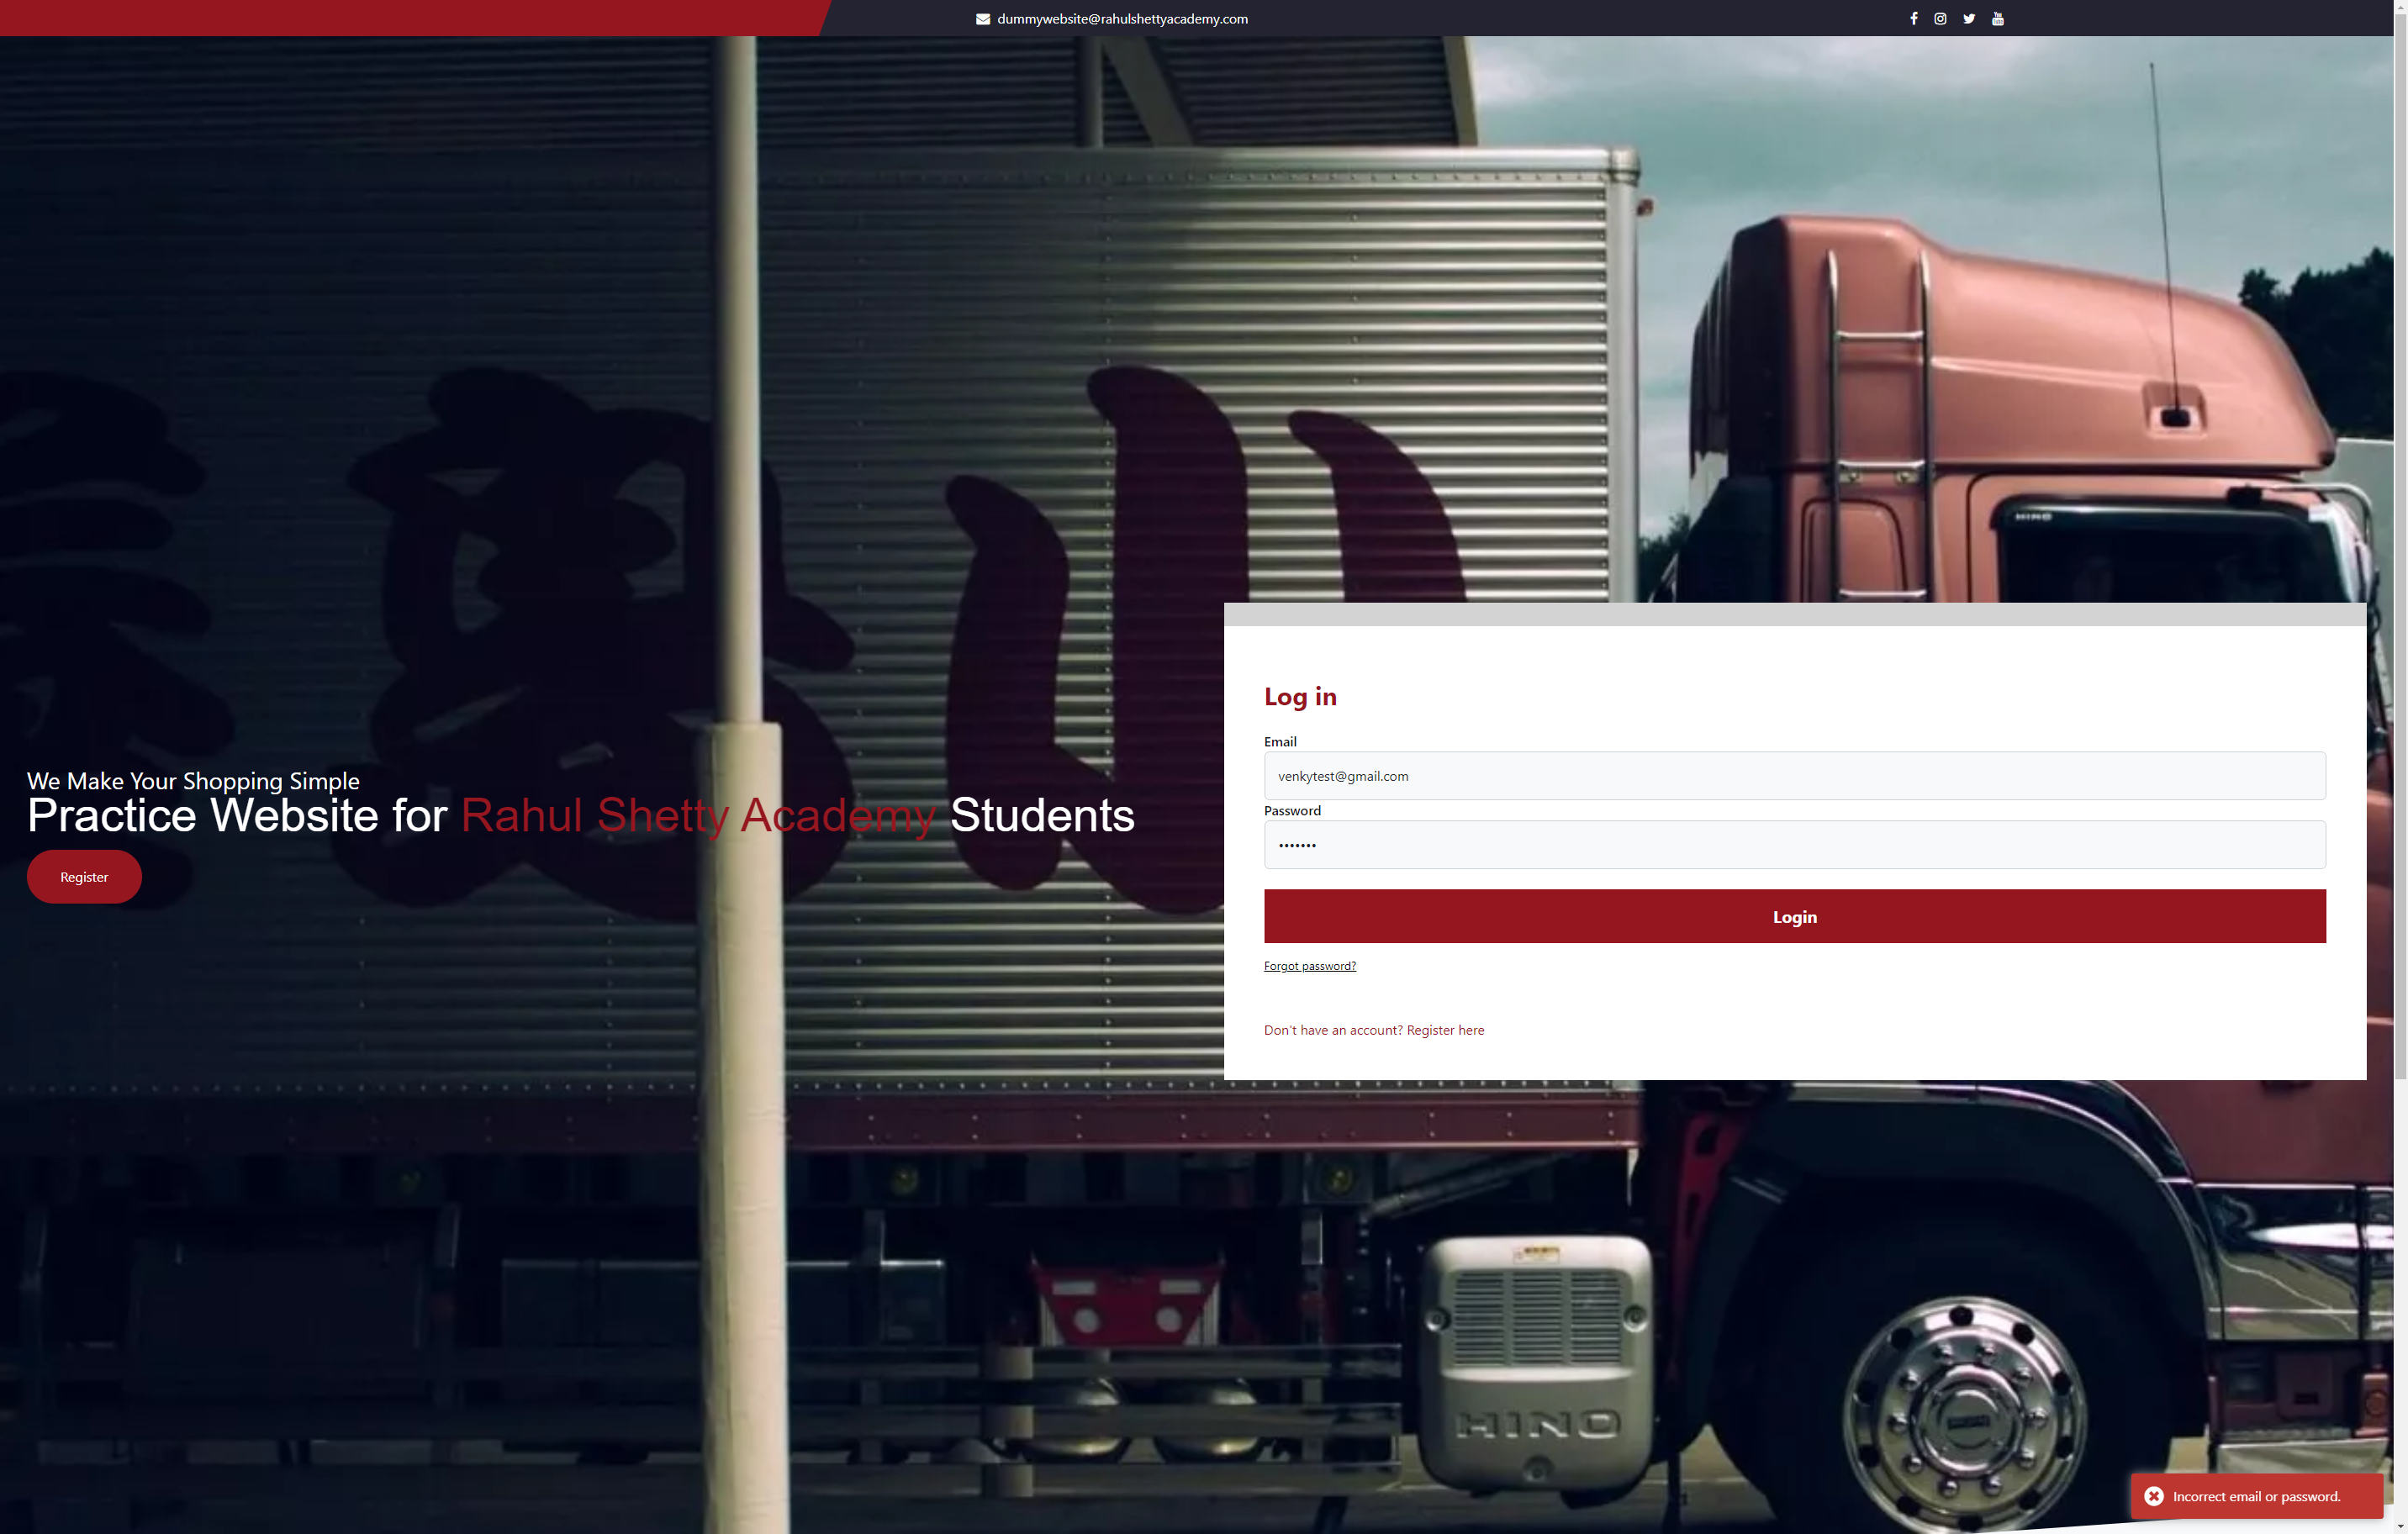 dummywebsite@rahulshettyacademy.com
HINO
We Make Your Shopping Simple
Practice Website for Rahul Shetty Academy Students
Register
Log in
Email
venkytest@gmail.com
Password
•••••••
Login
Forgot password?
Don't have an account? Register here
HINO
Incorrect email or password.